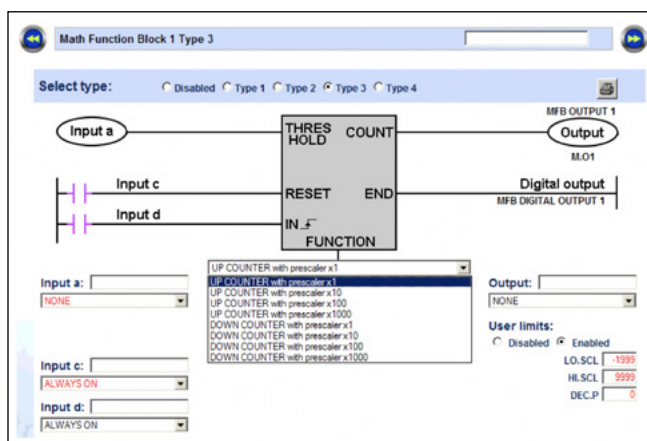 Math Function Block 1 Type 3
Select type:
Disabled Type 1 Type 2 Type 3 Type 4
MFB OUTPUT 1
Input a
THRES HOLD
COUNT
Output
M.O1
Input c
RESET
END
Digital output
MFB DIGITAL OUTPUT 1
Input d
IN
FUNCTION
UP COUNTER with prescaler x1
UP COUNTER with prescaler x1
UP COUNTER with prescaler x10
UP COUNTER with prescaler x100
UP COUNTER with prescaler x1000
DOWN COUNTER with prescaler x1
DOWN COUNTER with prescaler x10
DOWN COUNTER with prescaler x100
DOWN COUNTER with prescaler x1000
Input a:
NONE
Output:
NONE
User limits:
Disabled Enabled
LO.SCL -1999
HI.SCL 9999
DEC.P 0
Input c:
ALWAYS ON
Input d:
ALWAYS ON